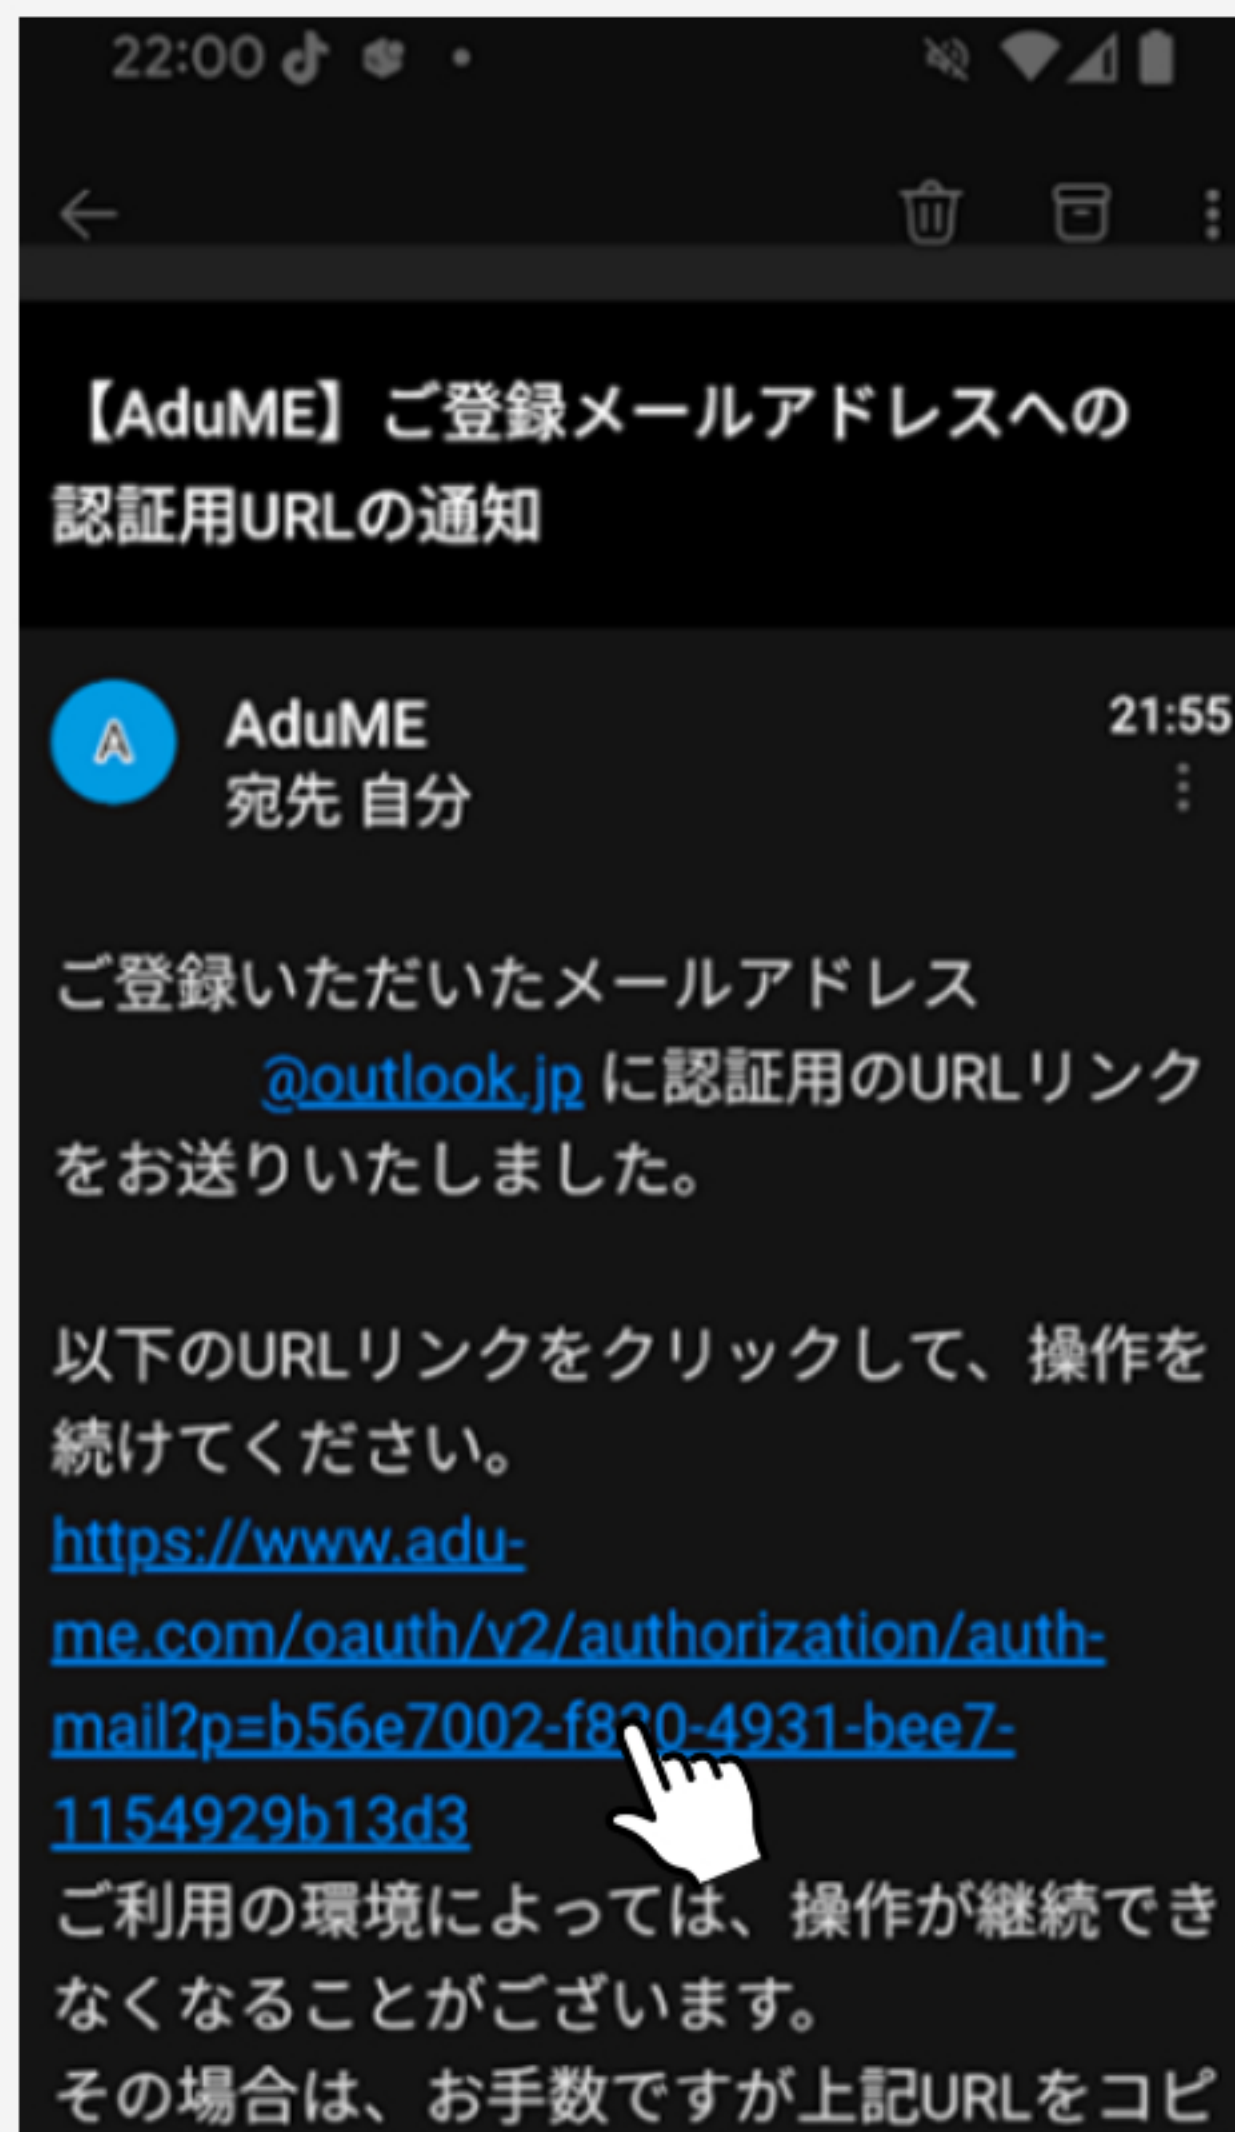 22:00
【AduME】ご登録メールアドレスへの
認証用URLの通知
A
AduME
21:55
宛先 自分
ご登録いただいたメールアドレス
@outlook.jp に認証用のURLリンク
をお送りいたしました。
以下のURLリンクをクリックして、操作を
続けてください。
https://www.adu-
me.com/oauth/v2/authorization/auth-
mail?p=b56e7002-f820-4931-bee7-
1154929b13d3
ご利用の環境によっては、操作が継続でき
なくなることがございます。
その場合は、お手数ですが上記URLをコピ